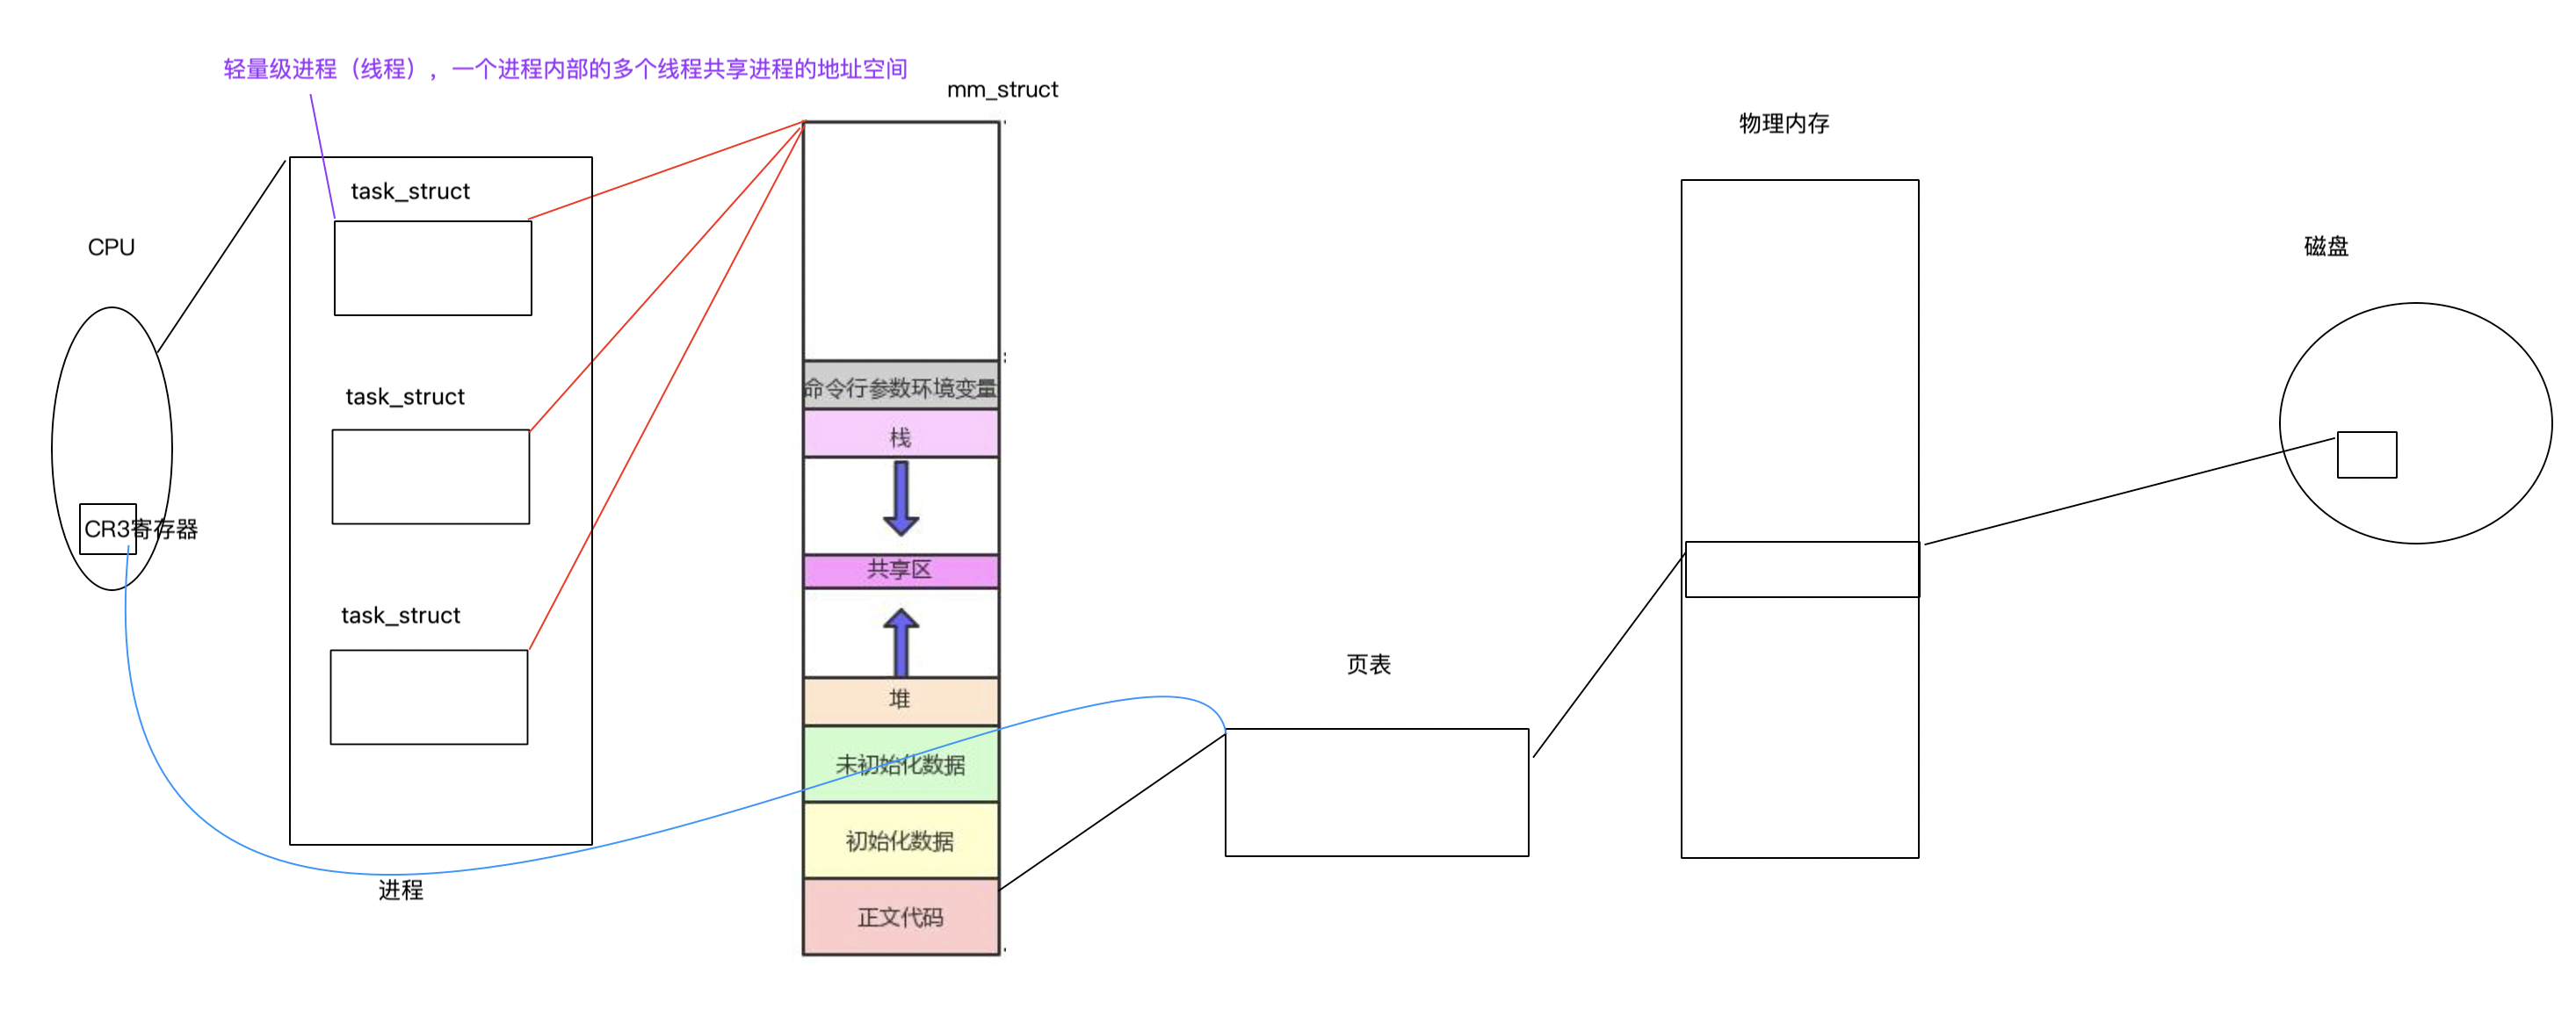 轻量级进程（线程），一个进程内部的多个线程共享进程的地址空间
mm_struct
物理内存
task_struct
CPU
磁盘
命令行参数环境变量
task_struct
栈
CR3寄存器
共享区
task_struct
页表
堆
未初始化数据
初始化数据
进程
正文代码